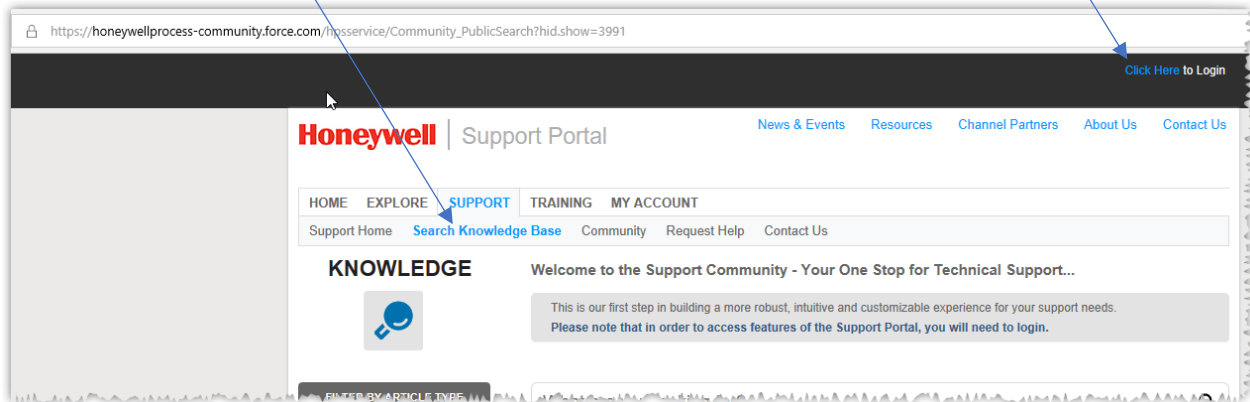 https://honeywellprocess-community.force.com/hpsservice/Community_PublicSearch?hid.show=3991
Click Here to Login
Honeywell | Support Portal
News & Events Resources Channel Partners About Us Contact Us
HOME EXPLORE SUPPORT TRAINING MY ACCOUNT
Support Home Search Knowledge Base Community Request Help Contact Us
KNOWLEDGE
Welcome to the Support Community - Your One Stop for Technical Support...
This is our first step in building a more robust, intuitive and customizable experience for your support needs.
Please note that in order to access features of the Support Portal, you will need to login.
FILTER BY ARTICLE TYPE